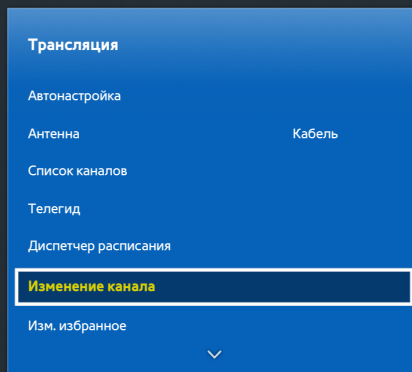 Трансляция
Автонастройка
Антенна Кабель
Список каналов
Телегид
Диспетчер расписания
Изменение канала
Изм. избранное